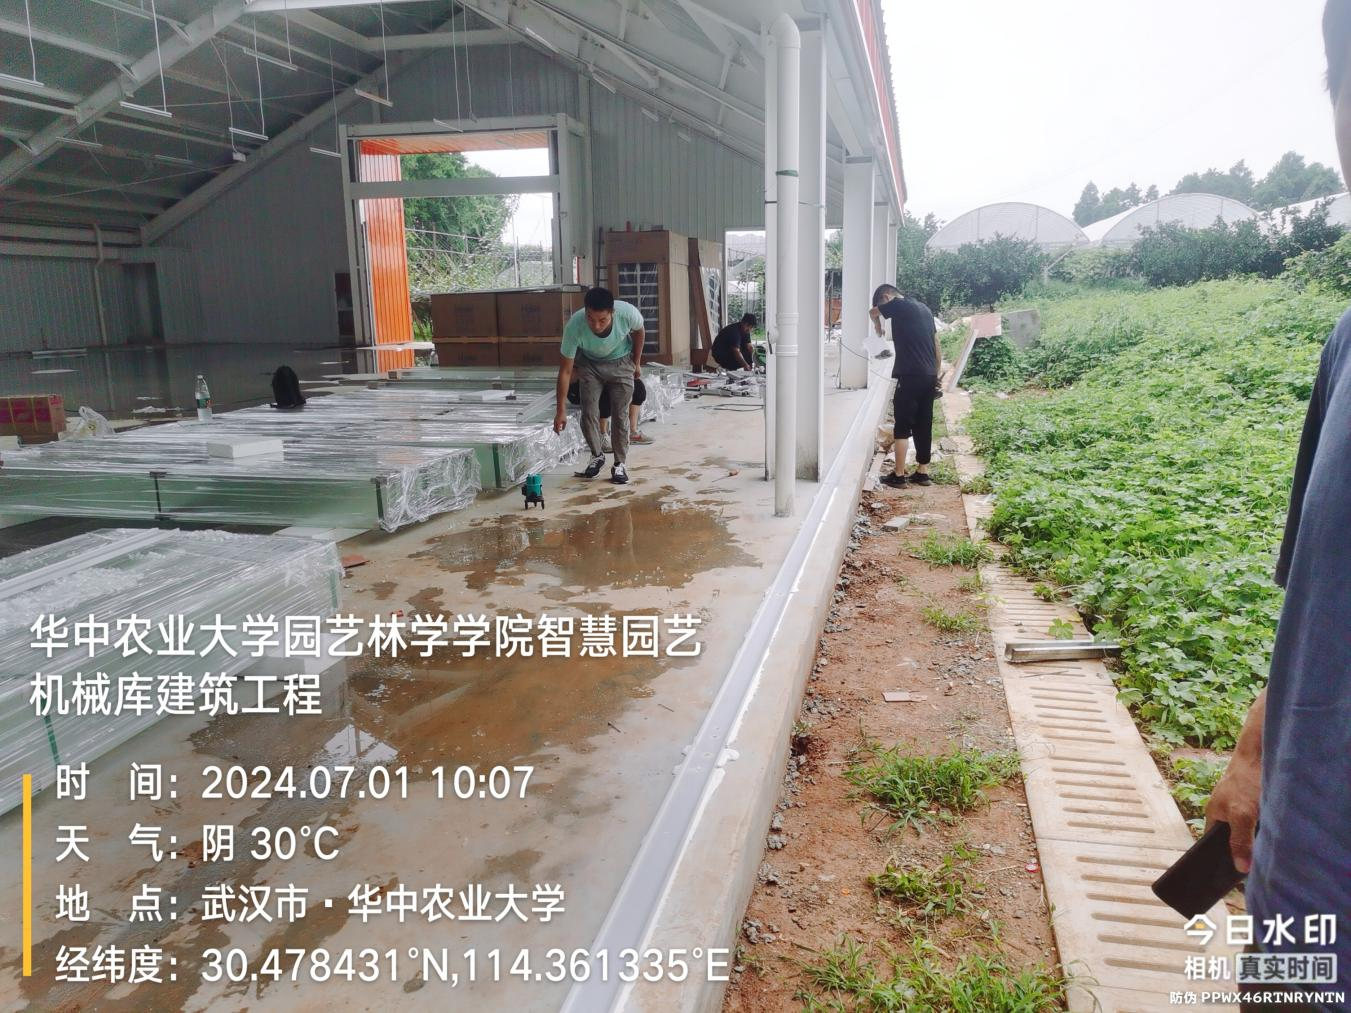 华中农业大学园艺林学学院智慧园艺
机械库建筑工程
时 间：2024.07.01 10:07
天 气：阴 30℃
地 点：武汉市·华中农业大学
经纬度：30.478431°N,114.361335°E
今日水印
相机 真实时间
防伪 PPWX46RTNRYNTN